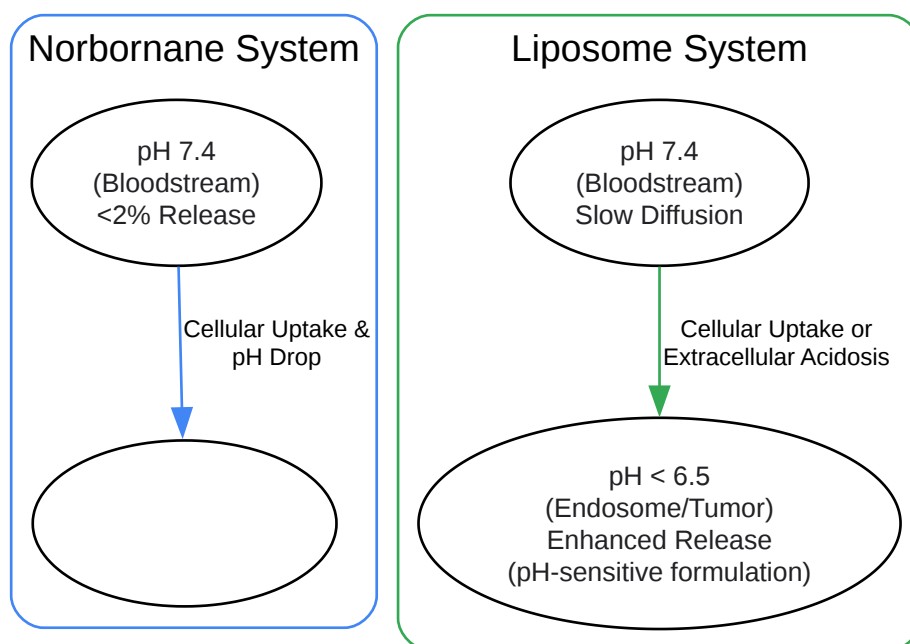 Norbornane System
pH 7.4
(Bloodstream)
<2% Release
Cellular Uptake &
pH Drop
Liposome System
pH 7.4
(Bloodstream)
Slow Diffusion
Cellular Uptake or
Extracellular Acidosis
pH < 6.5
(Endosome/Tumor)
Enhanced Release
(pH-sensitive formulation)